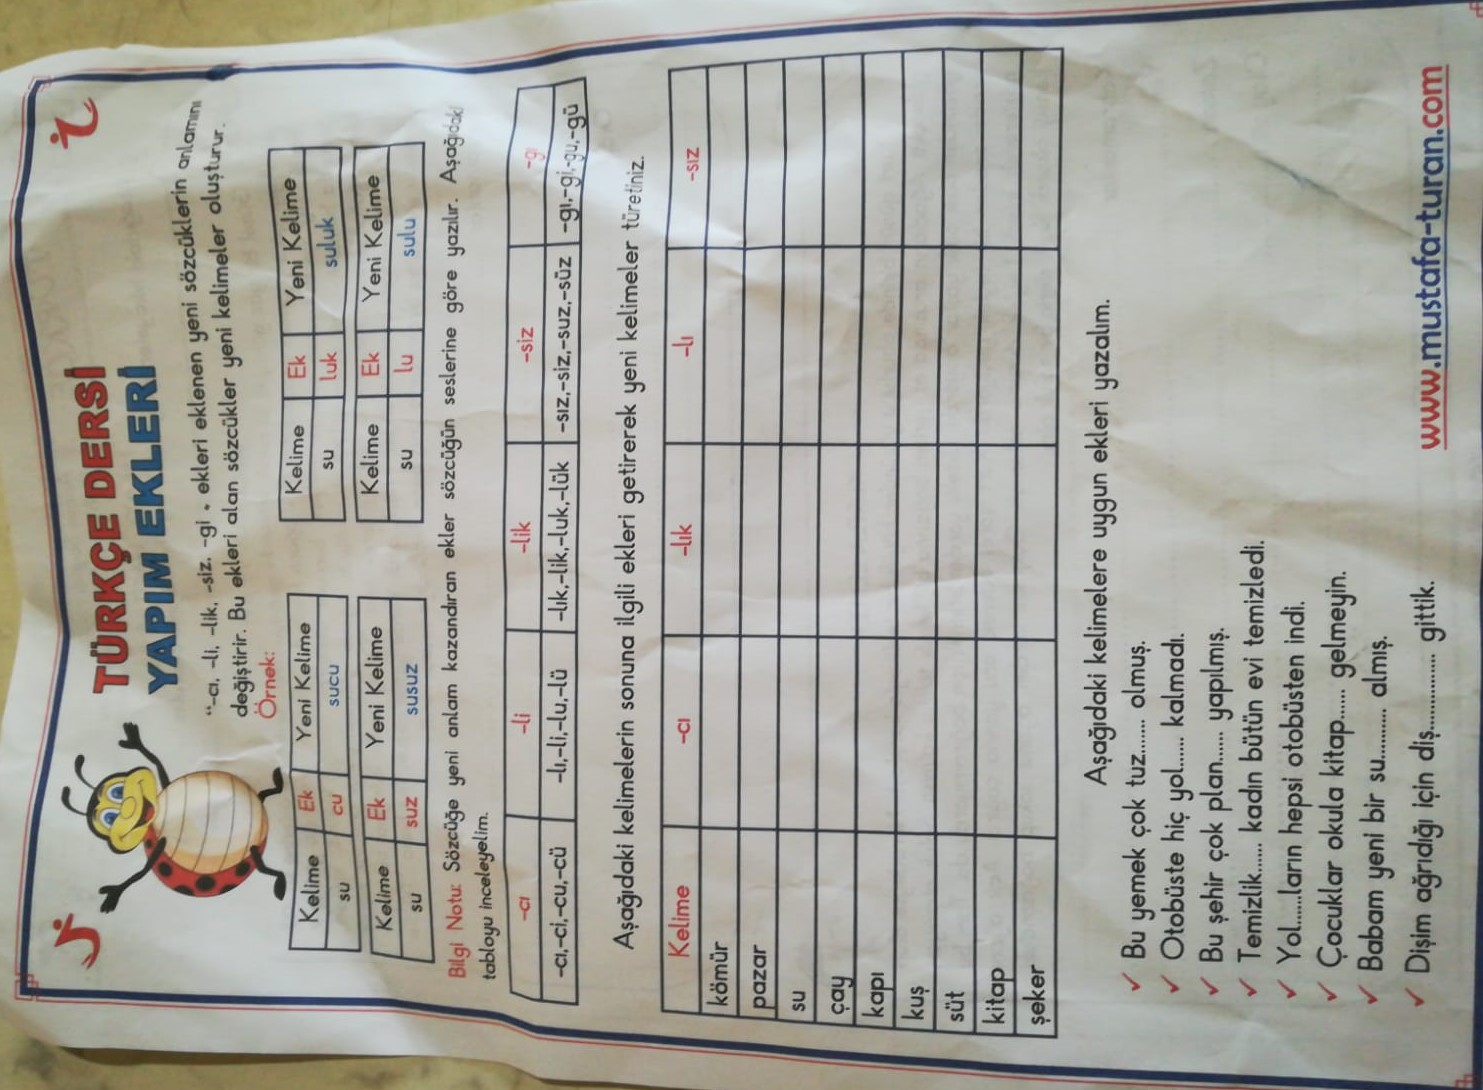 TÜRKÇE DERSİ
YAPIM EKLERİ
"-cı, -li, -lik, -siz, -gi . ekleri eklenen yeni sözcüklerin anlamını
değiştirir. Bu ekleri alan sözcükler yeni kelimeler oluşturur.
Örnek:
Kelime Ek Yeni Kelime
su cu sucu
Kelime Ek Yeni Kelime
su luk suluk
Kelime Ek Yeni Kelime
su suz susuz
Kelime Ek Yeni Kelime
su lu sulu
Bilgi Notu: Sözcüğe yeni anlam kazandıran ekler sözcüğün seslerine göre yazılır. Aşağıdaki
tabloyu inceleyelim.
-cı -li -lik -siz -gı
-cı,-ci,-cu,-cü -lı,-li,-lu,-lü -lık,-lik,-luk,-lük -sız,-siz,-suz,-süz -gı,-gi,-gu,-gü
Aşağıdaki kelimelerin sonuna ilgili ekleri getirerek yeni kelimeler türetiniz.
Kelime -cı -lık -lı -sız
kömür
pazar
su
çay
kapı
kuş
süt
kitap
şeker
Aşağıdaki kelimelere uygun ekleri yazalım.
✓ Bu yemek çok tuz....... olmuş.
✓ Otobüste hiç yol...... kalmadı.
✓ Bu şehir çok plan...... yapılmış.
✓ Temizlik...... kadın bütün evi temizledi.
✓ Yol......ların hepsi otobüsten indi.
✓ Çocuklar okula kitap...... gelmeyin.
✓ Babam yeni bir su.......... almış.
✓ Dişim ağrıdığı için diş............... gittik.
www.mustafa-turan.com